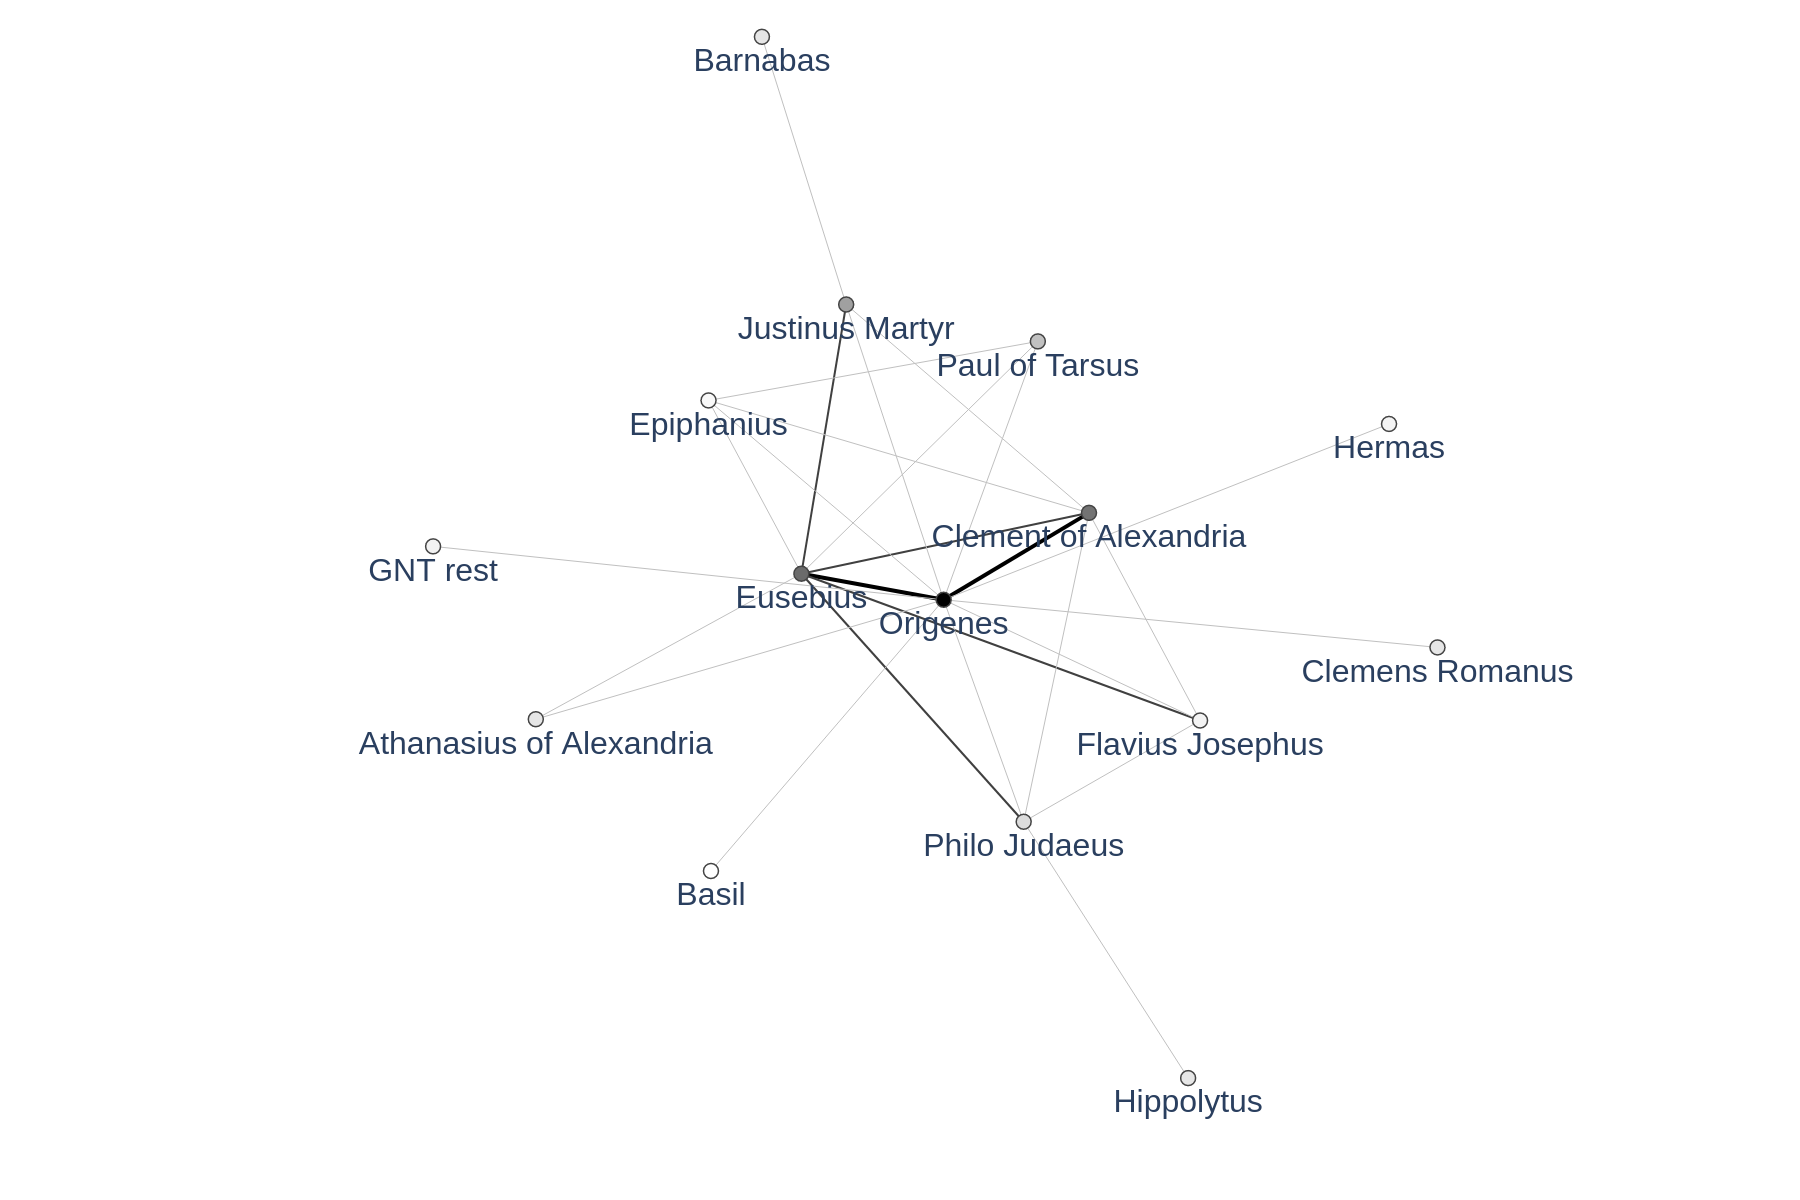 Barnabas
Justinus Martyr
Paul of Tarsus
Epiphanius
Hermas
Clement of Alexandria
GNT rest
Eusebius
Origenes
Clemens Romanus
Athanasius of Alexandria
Flavius Josephus
Philo Judaeus
Basil
Hippolytus